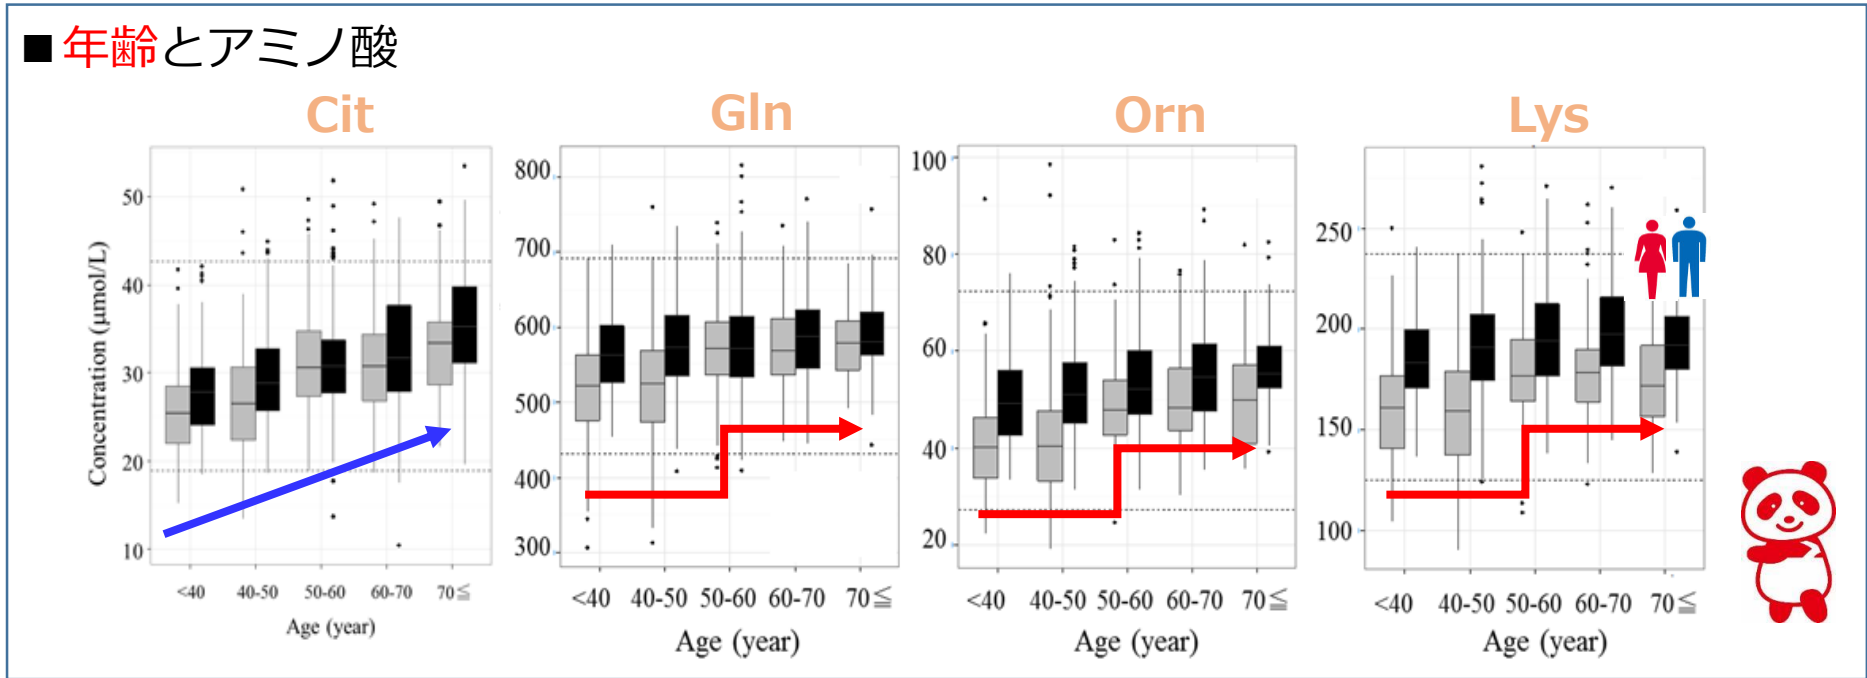 ■年齢とアミノ酸
Cit
Gln
Orn
Lys
Concentration (μmol/L)
50
40
30
20
10
<40 40-50 50-60 60-70 70≦
Age (year)
800
700
600
500
400
300
<40 40-50 50-60 60-70 70≦
Age (year)
100
80
60
40
20
<40 40-50 50-60 60-70 70≦
Age (year)
250
200
150
100
<40 40-50 50-60 60-70 70≦
Age (year)